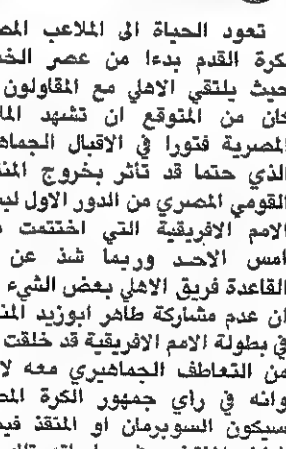 تعود الحياة الى الملاعب
كرة القدم بدءا من عصر
حيث يلتقي الاهلي مع المقاولون
كان من المتوقع ان تشهد
المصرية فتورا في الاقبال
الذي حتما قد تأثر بخروج
القومي المصري من الدور الاول
الامم الافريقية التي اختتمت
امس الاحد وربما شذ عن
القاعدة فريق الاهلي بعض الشيء
ان عدم مشاركة طاهر ابوزيد
في بطولة الامم الافريقية قد خلقت
من التعاطف الجماهيري معه
وانه في راي جمهور الكرة
سيكون السوبرمان او المنقذ